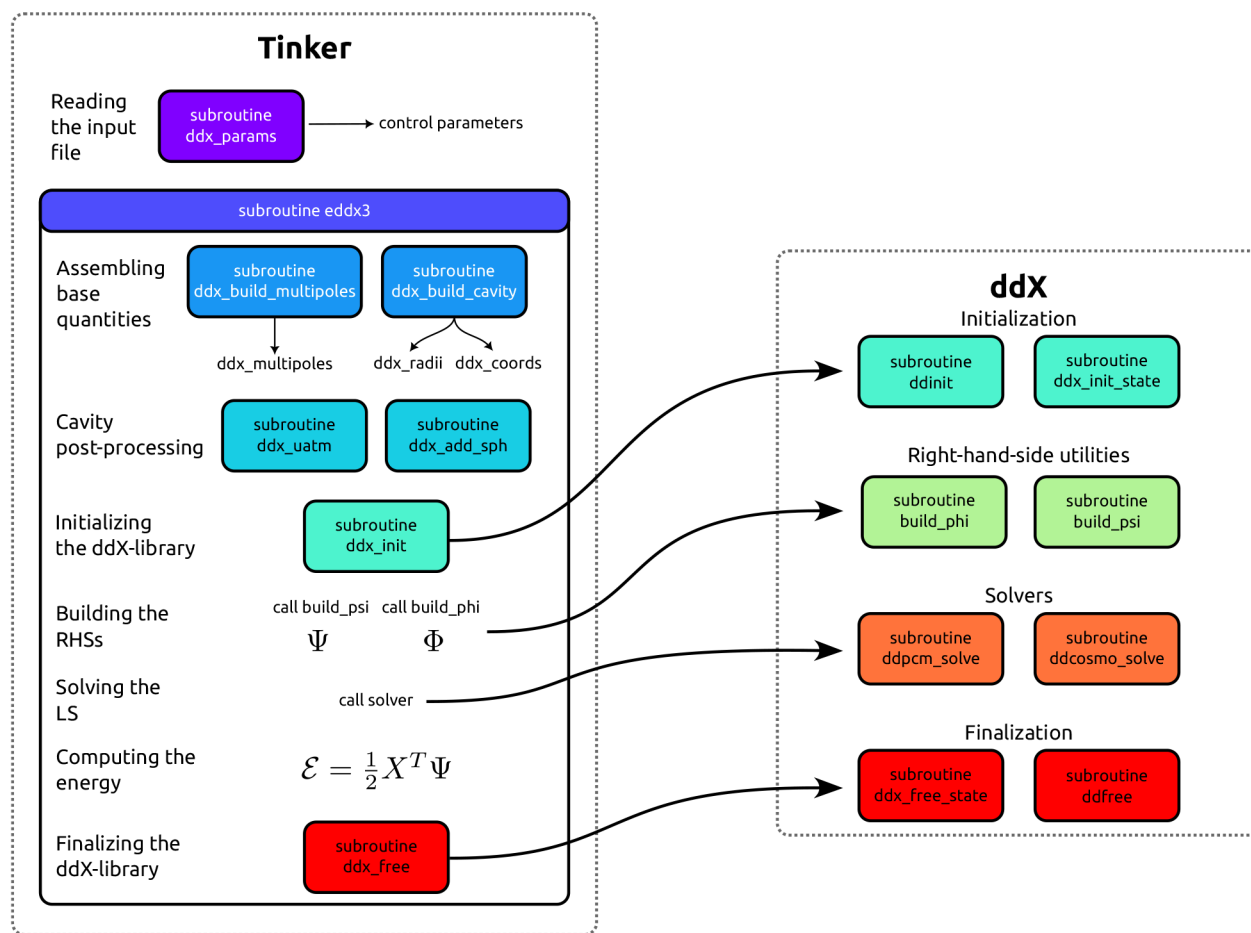 Tinker
Reading
the input
file
subroutine
ddx_params
control parameters
subroutine eddx3
Assembling
base
quantities
subroutine
ddx_build_multipoles
subroutine
ddx_build_cavity
ddx_multipoles
ddx_radii
ddx_coords
Cavity
post-processing
subroutine
ddx_uatm
subroutine
ddx_add_sph
Initializing
the ddX-library
subroutine
ddx_init
Building the
RHSs
call build_psi
call build_phi
Ψ
Φ
Solving the
LS
call solver
Computing the
energy
ℰ = 1/2 X^T Ψ
Finalizing the
ddX-library
subroutine
ddx_free
ddX
Initialization
subroutine
ddinit
subroutine
ddx_init_state
Right-hand-side utilities
subroutine
build_phi
subroutine
build_psi
Solvers
subroutine
ddpcm_solve
subroutine
ddcosmo_solve
Finalization
subroutine
ddx_free_state
subroutine
ddfree